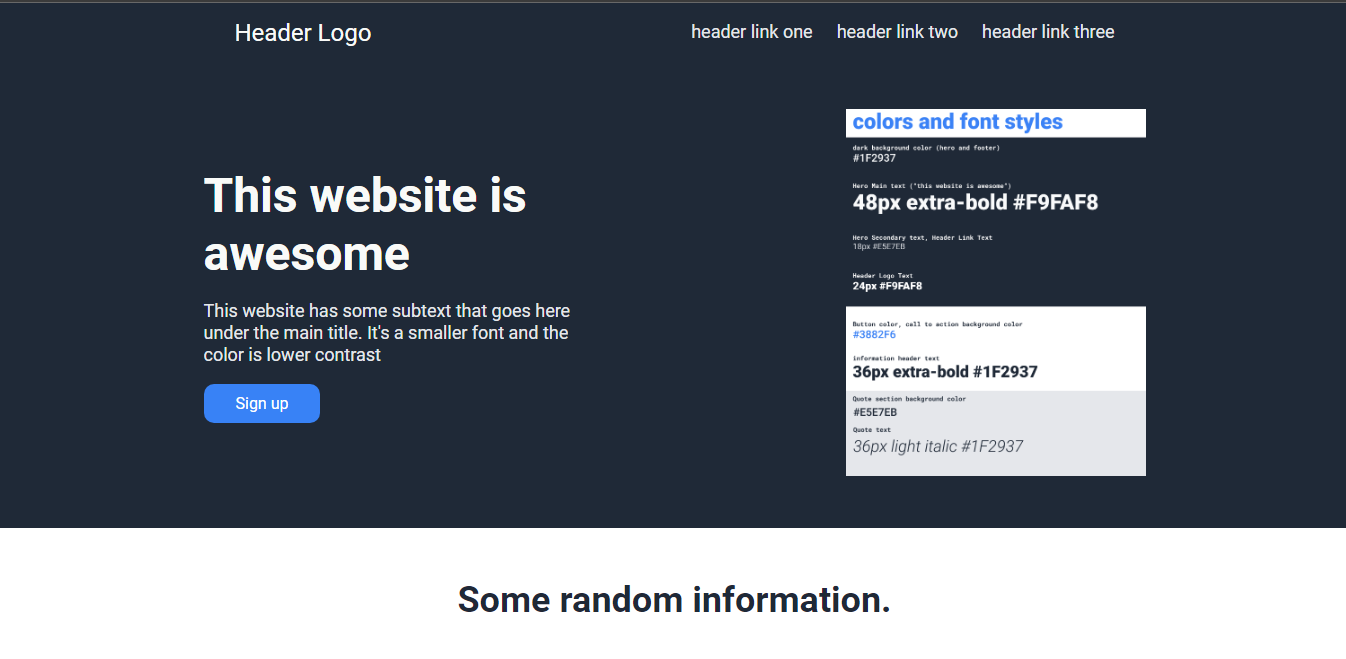 Header Logo
header link one
header link two
header link three
This website is
awesome
This website has some subtext that goes here
under the main title. It's a smaller font and the
color is lower contrast
Sign up
colors and font styles
dark background color (hero and footer)
#1F2937
Hero Main text ("this website is awesome")
48px extra-bold #F9FAF8
Hero Secondary text, Header Link Text
18px #E5E7EB
Header Logo Text
24px #F9FAF8
Button color, call to action background color
#3882F6
information header text
36px extra-bold #1F2937
Quote section background color
#E5E7EB
Quote text
36px light italic #1F2937
Some random information.